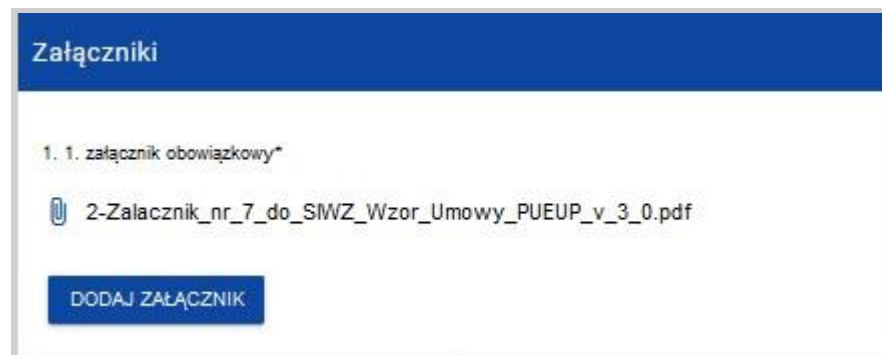 Załączniki
1. 1. załącznik obowiązkowy*
2-Zalacznik_nr_7_do_SIWZ_Wzor_Umowy_PUEUP_v_3_0.pdf
DODAJ ZAŁĄCZNIK